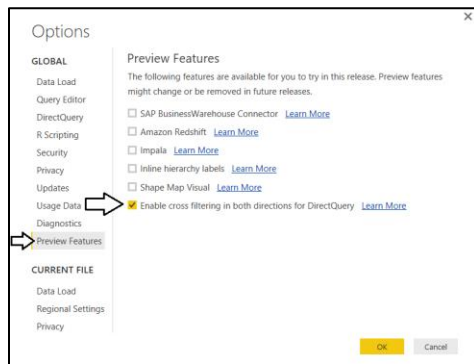 Options
GLOBAL
Data Load
Query Editor
DirectQuery
R Scripting
Security
Privacy
Updates
Usage Data
Diagnostics
Preview Features
CURRENT FILE
Data Load
Regional Settings
Privacy
Preview Features
The following features are available for you to try in this release. Preview features
might change or be removed in future releases.
SAP BusinessWarehouse Connector Learn More
Amazon Redshift Learn More
Impala Learn More
Inline hierarchy labels Learn More
Shape Map Visual Learn More
Enable cross filtering in both directions for DirectQuery Learn More
OK Cancel